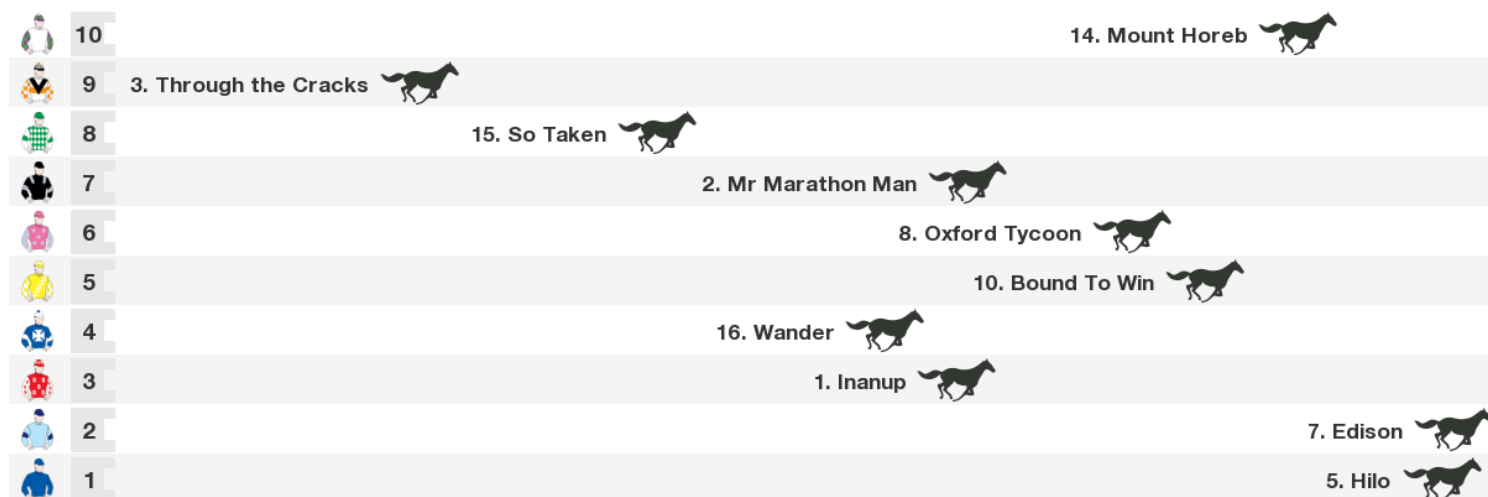 10 14. Mount Horeb
9 3. Through the Cracks
8 15. So Taken
7 2. Mr Marathon Man
6 8. Oxford Tycoon
5 10. Bound To Win
4 16. Wander
3 1. Inanup
2 7. Edison
1 5. Hilo